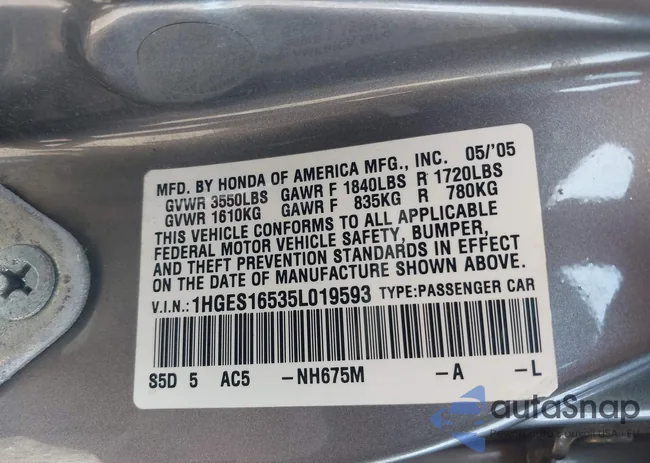 MFD. BY HONDA OF AMERICA MFG., INC. 05/'05
GVWR 3550LBS GAWR F 1840LBS R 1720LBS
GVWR 1610KG GAWR F 835KG R 780KG
THIS VEHICLE CONFORMS TO ALL APPLICABLE
FEDERAL MOTOR VEHICLE SAFETY, BUMPER,
AND THEFT PREVENTION STANDARDS IN EFFECT
ON THE DATE OF MANUFACTURE SHOWN ABOVE.
V.I.N.:1HGES16535L019593 TYPE:PASSENGER CAR
S5D 5 AC5 -NH675M -A -L
autoSnap